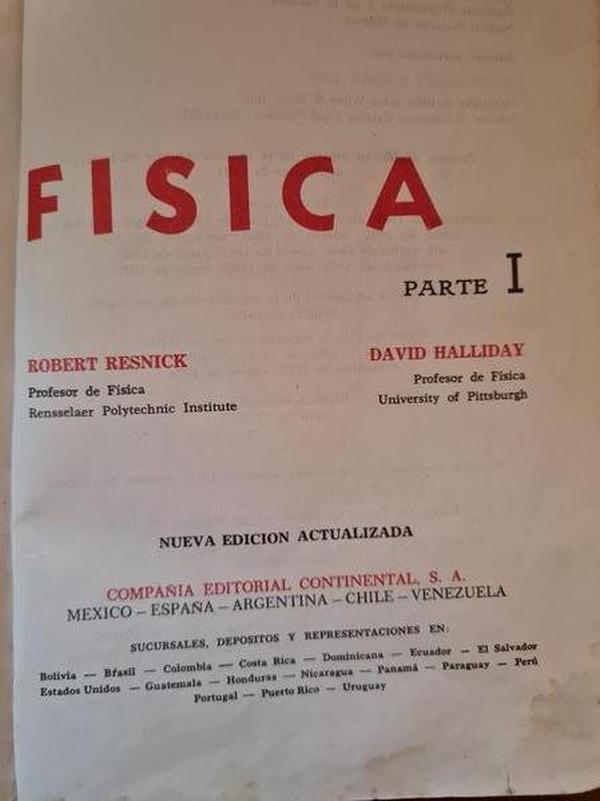 FISICA
PARTE I
ROBERT RESNICK
Profesor de Física
Rensselaer Polytechnic Institute
DAVID HALLIDAY
Profesor de Física
University of Pittsburgh
NUEVA EDICION ACTUALIZADA
COMPAÑIA EDITORIAL CONTINENTAL, S. A.
MEXICO – ESPAÑA – ARGENTINA – CHILE – VENEZUELA
SUCURSALES, DEPOSITOS Y REPRESENTACIONES EN:
Bolivia — Brasil — Colombia — Costa Rica — Dominicana — Ecuador — El Salvador
Estados Unidos — Guatemala — Honduras — Nicaragua — Panamá — Paraguay — Perú
Portugal — Puerto Rico — Uruguay